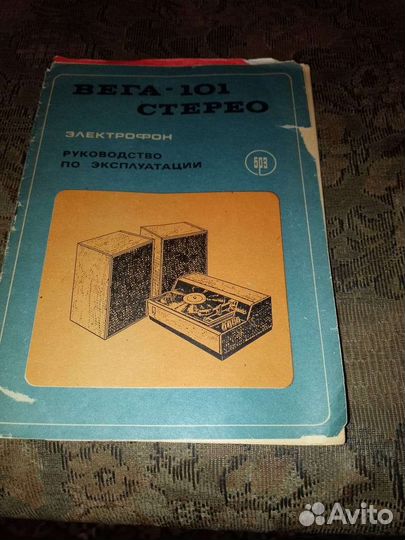 ВЕГА-101
СТЕРЕО
ЭЛЕКТРОФОН
РУКОВОДСТВО
ПО ЭКСПЛУАТАЦИИ
БРЗ
Avito